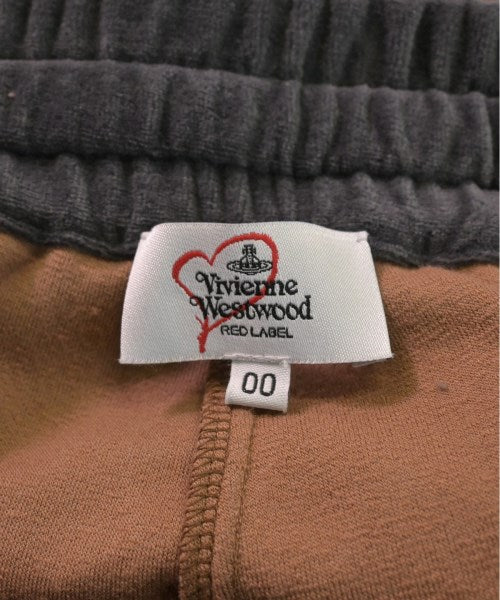 Vivienne
Westwood
RED LABEL
00